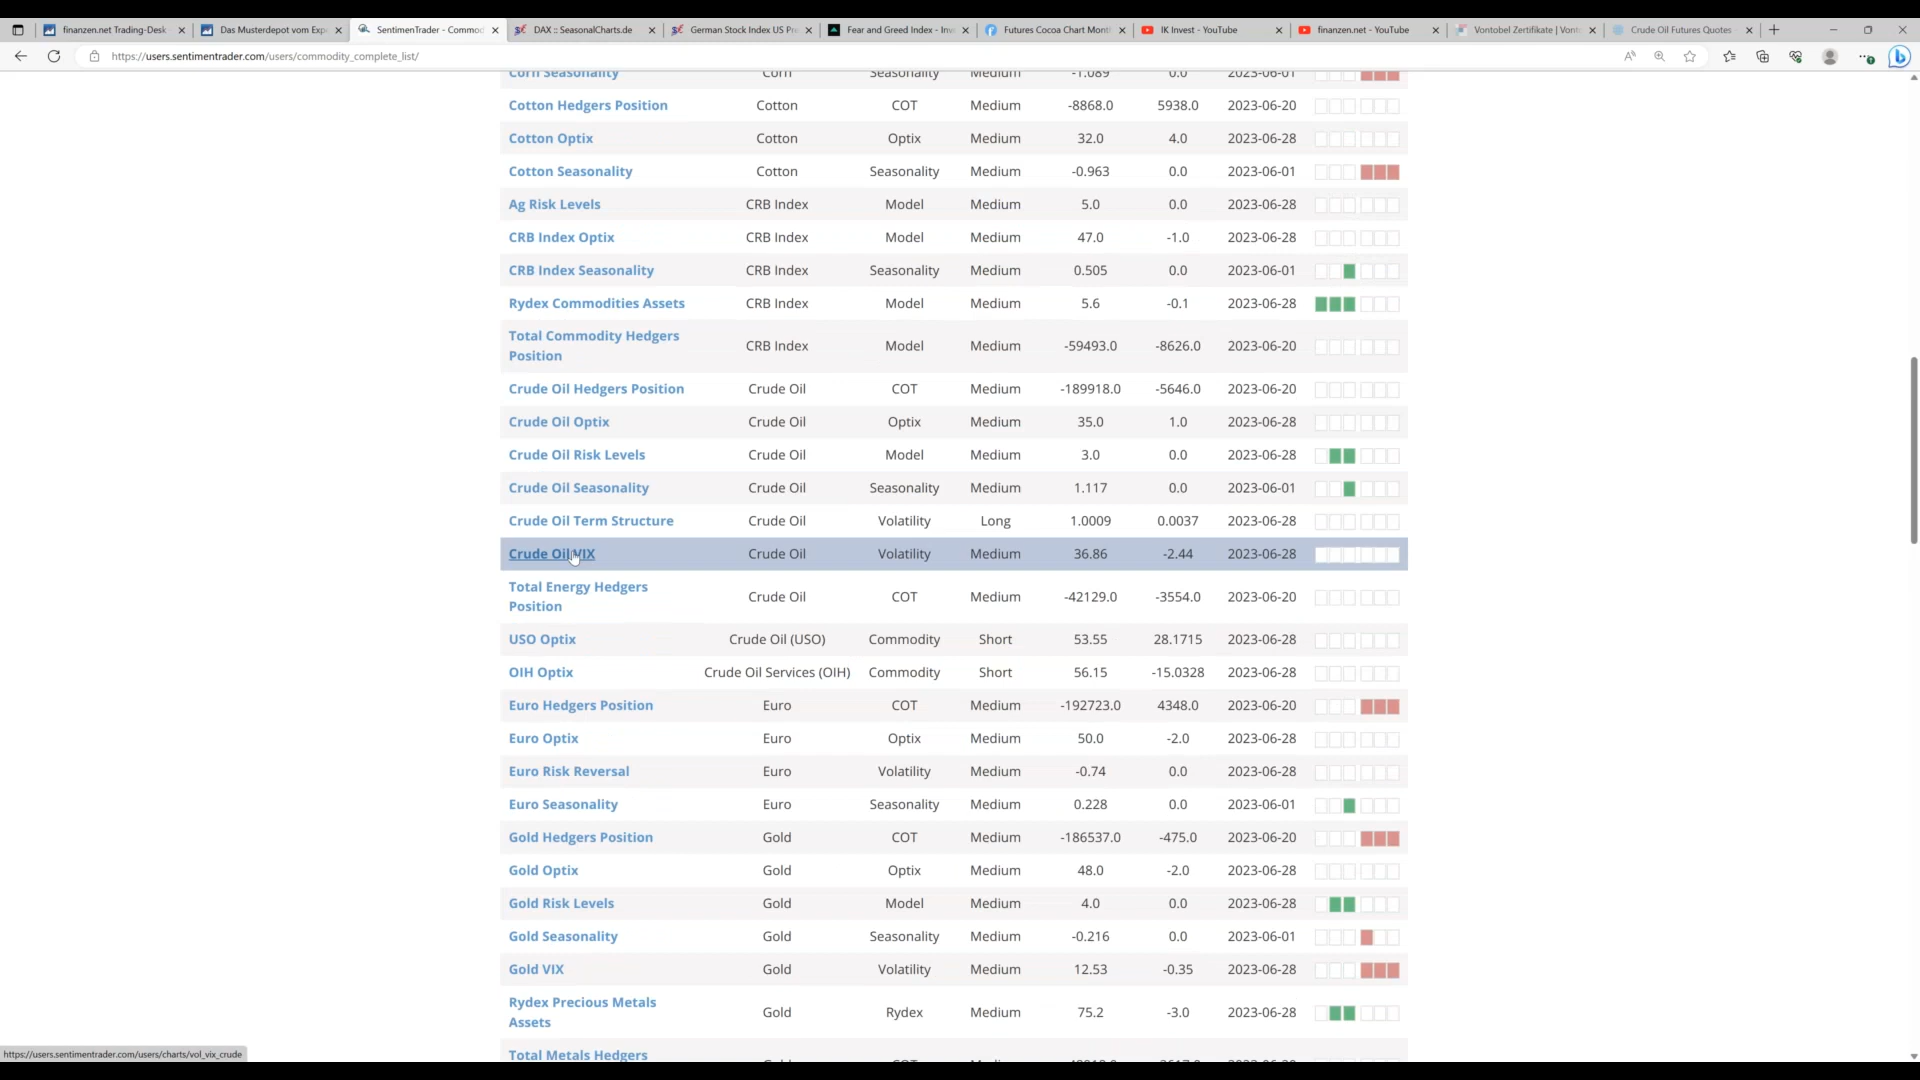 finanzen.net Trading-Desk
Das Musterdepot vom Exp
SentimenTrader - Commod
DAX :: SeasonalCharts.de
German Stock Index US Pr
Fear and Greed Index - Inv
Futures Cocoa Chart Mont
IK Invest - YouTube
finanzen.net - YouTube
Vontobel Zertifikate | Vont
Crude Oil Futures Quotes
https://users.sentimentrader.com/users/commodity_complete_list/
Corn Seasonality Corn Seasonality Medium -1.089 0.0 2023-06-01
Cotton Hedgers Position Cotton COT Medium -8868.0 5938.0 2023-06-20
Cotton Optix Cotton Optix Medium 32.0 4.0 2023-06-28
Cotton Seasonality Cotton Seasonality Medium -0.963 0.0 2023-06-01
Ag Risk Levels CRB Index Model Medium 5.0 0.0 2023-06-28
CRB Index Optix CRB Index Model Medium 47.0 -1.0 2023-06-28
CRB Index Seasonality CRB Index Seasonality Medium 0.505 0.0 2023-06-01
Rydex Commodities Assets CRB Index Model Medium 5.6 -0.1 2023-06-28
Total Commodity Hedgers
Position CRB Index Model Medium -59493.0 -8626.0 2023-06-20
Crude Oil Hedgers Position Crude Oil COT Medium -189918.0 -5646.0 2023-06-20
Crude Oil Optix Crude Oil Optix Medium 35.0 1.0 2023-06-28
Crude Oil Risk Levels Crude Oil Model Medium 3.0 0.0 2023-06-28
Crude Oil Seasonality Crude Oil Seasonality Medium 1.117 0.0 2023-06-01
Crude Oil Term Structure Crude Oil Volatility Long 1.0009 0.0037 2023-06-28
Crude Oil VIX Crude Oil Volatility Medium 36.86 -2.44 2023-06-28
Total Energy Hedgers
Position Crude Oil COT Medium -42129.0 -3554.0 2023-06-20
USO Optix Crude Oil (USO) Commodity Short 53.55 28.1715 2023-06-28
OIH Optix Crude Oil Services (OIH) Commodity Short 56.15 -15.0328 2023-06-28
Euro Hedgers Position Euro COT Medium -192723.0 4348.0 2023-06-20
Euro Optix Euro Optix Medium 50.0 -2.0 2023-06-28
Euro Risk Reversal Euro Volatility Medium -0.74 0.0 2023-06-28
Euro Seasonality Euro Seasonality Medium 0.228 0.0 2023-06-01
Gold Hedgers Position Gold COT Medium -186537.0 -475.0 2023-06-20
Gold Optix Gold Optix Medium 48.0 -2.0 2023-06-28
Gold Risk Levels Gold Model Medium 4.0 0.0 2023-06-28
Gold Seasonality Gold Seasonality Medium -0.216 0.0 2023-06-01
Gold VIX Gold Volatility Medium 12.53 -0.35 2023-06-28
Rydex Precious Metals
Assets Gold Rydex Medium 75.2 -3.0 2023-06-28
Total Metals Hedgers
https://users.sentimentrader.com/users/charts/vol_vix_crude